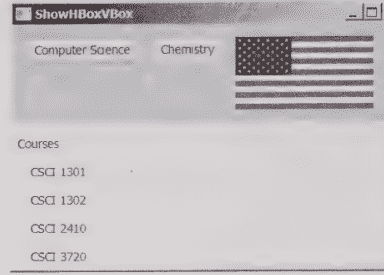 ShowHBoxVBox
Computer Science Chemistry
Courses
CSCI 1301
CSCI 1302
CSCI 2410
CSCI 3720